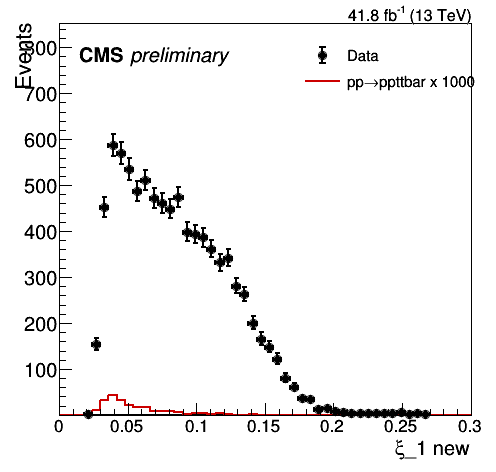 41.8 fb⁻¹ (13 TeV)
Events
CMS preliminary
Data
pp→ppttbar x 1000
800
700
600
500
400
300
200
100
0 0.05 0.1 0.15 0.2 0.25 0.3
ξ_1 new